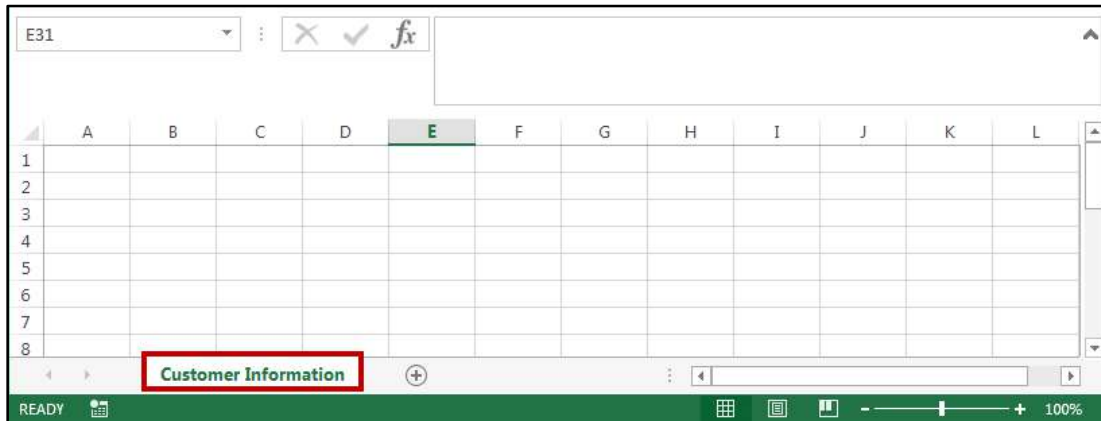 E31 fx
A B C D E F G H I J K L
1
2
3
4
5
6
7
8
Customer Information
READY 100%